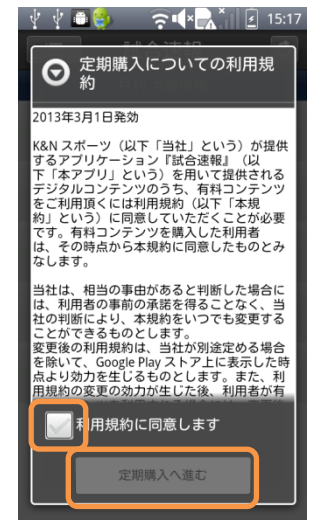 15:17
試合速報
定期購入についての利用規
約
2013年3月1日発効
K&N スポーツ（以下「当社」という）が提供
するアプリケーション『試合速報』（以
下「本アプリ」という）を用いて提供される
デジタルコンテンツのうち、有料コンテンツ
をご利用頂くには利用規約（以下「本規
約」という）に同意していただくことが必要
です。有料コンテンツを購入した利用者
は、その時点から本規約に同意したものとみ
なします。
当社は、相当の事由があると判断した場合に
は、利用者の事前の承諾を得ることなく、当
社の判断により、本規約をいつでも変更する
ことができるものとします。
変更後の利用規約は、当社が別途定める場合
を除いて、Google Play ストア上に表示した時
点より効力を生じるものとします。また、利
用規約の変更の効力が生じた後、利用者が有
利用規約に同意します
定期購入へ進む